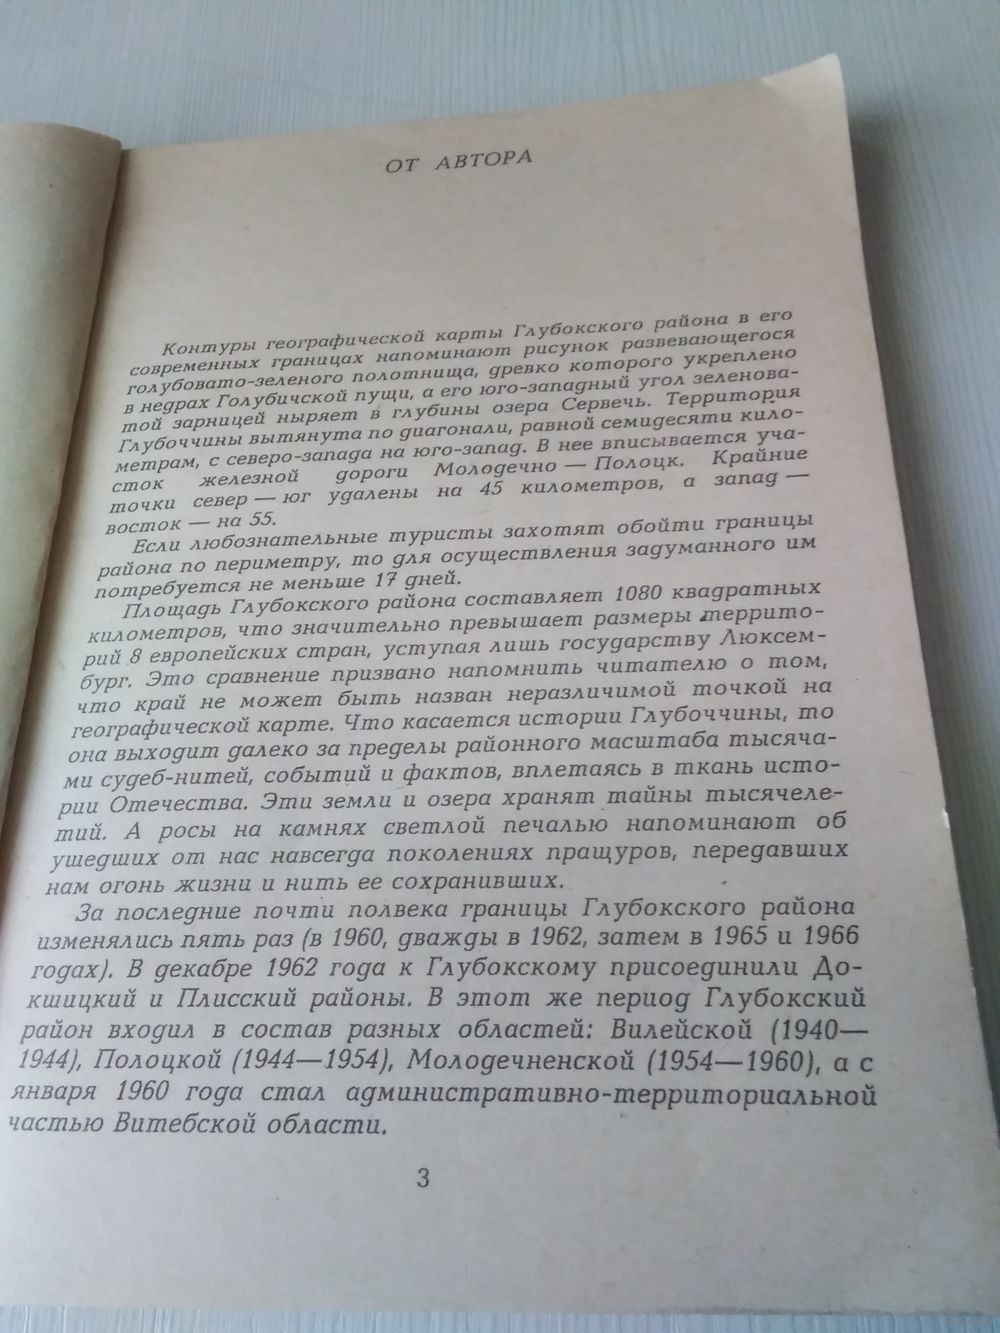 ОТ АВТОРА
Контуры географической карты Глубокского района в его
современных границах напоминают рисунок развевающегося
голубовато-зеленого полотнища, древко которого укреплено
в недрах Голубичской пущи, а его юго-западный угол зеленова-
той зарницей ныряет в глубины озера Сервечь. Территория
Глубоччины вытянута по диагонали, равной семидесяти кило-
метрам, с северо-запада на юго-запад. В нее вписывается уча-
сток железной дороги Молодечно — Полоцк. Крайние
точки север — юг удалены на 45 километров, а запад —
восток — на 55.
Если любознательные туристы захотят обойти границы
района по периметру, то для осуществления задуманного им
потребуется не меньше 17 дней.
Площадь Глубокского района составляет 1080 квадратных
километров, что значительно превышает размеры террито-
рий 8 европейских стран, уступая лишь государству Люксем-
бург. Это сравнение призвано напомнить читателю о том,
что край не может быть назван неразличимой точкой на
географической карте. Что касается истории Глубоччины, то
она выходит далеко за пределы районного масштаба тысяча-
ми судеб-нитей, событий и фактов, вплетаясь в ткань исто-
рии Отечества. Эти земли и озера хранят тайны тысячеле-
тий. А росы на камнях светлой печалью напоминают об
ушедших от нас навсегда поколениях пращуров, передавших
нам огонь жизни и нить ее сохранивших.
За последние почти полвека границы Глубокского района
изменялись пять раз (в 1960, дважды в 1962, затем в 1965 и 1966
годах). В декабре 1962 года к Глубокскому присоединили До-
кшицкий и Плисский районы. В этот же период Глубокский
район входил в состав разных областей: Вилейской (1940—
1944), Полоцкой (1944—1954), Молодечненской (1954—1960), а с
января 1960 года стал административно-территориальной
частью Витебской области.
3